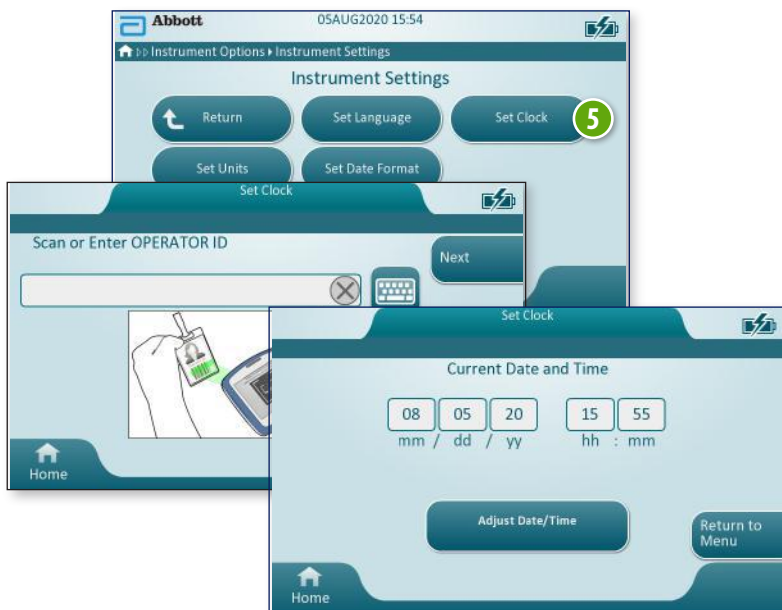 Abbott
05AUG2020 15:54
Instrument Options Instrument Settings
Instrument Settings
Return
Set Language
Set Clock
5
Set Units
Set Date Format
Set Clock
Scan or Enter OPERATOR ID
Next
Home
Set Clock
Current Date and Time
08 05 20 15 55
mm / dd / yy hh : mm
Adjust Date/Time
Return to
Menu
Home